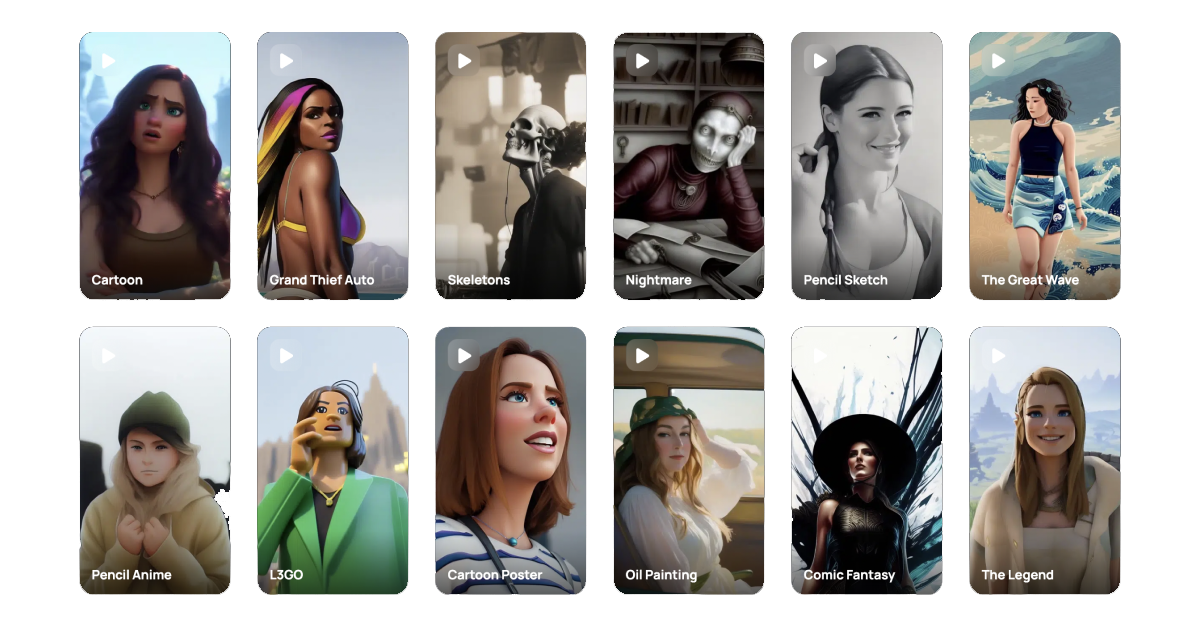 Cartoon
Grand Thief Auto
Skeletons
Nightmare
Pencil Sketch
The Great Wave
Pencil Anime
L3GO
Cartoon Poster
Oil Painting
Comic Fantasy
The Legend